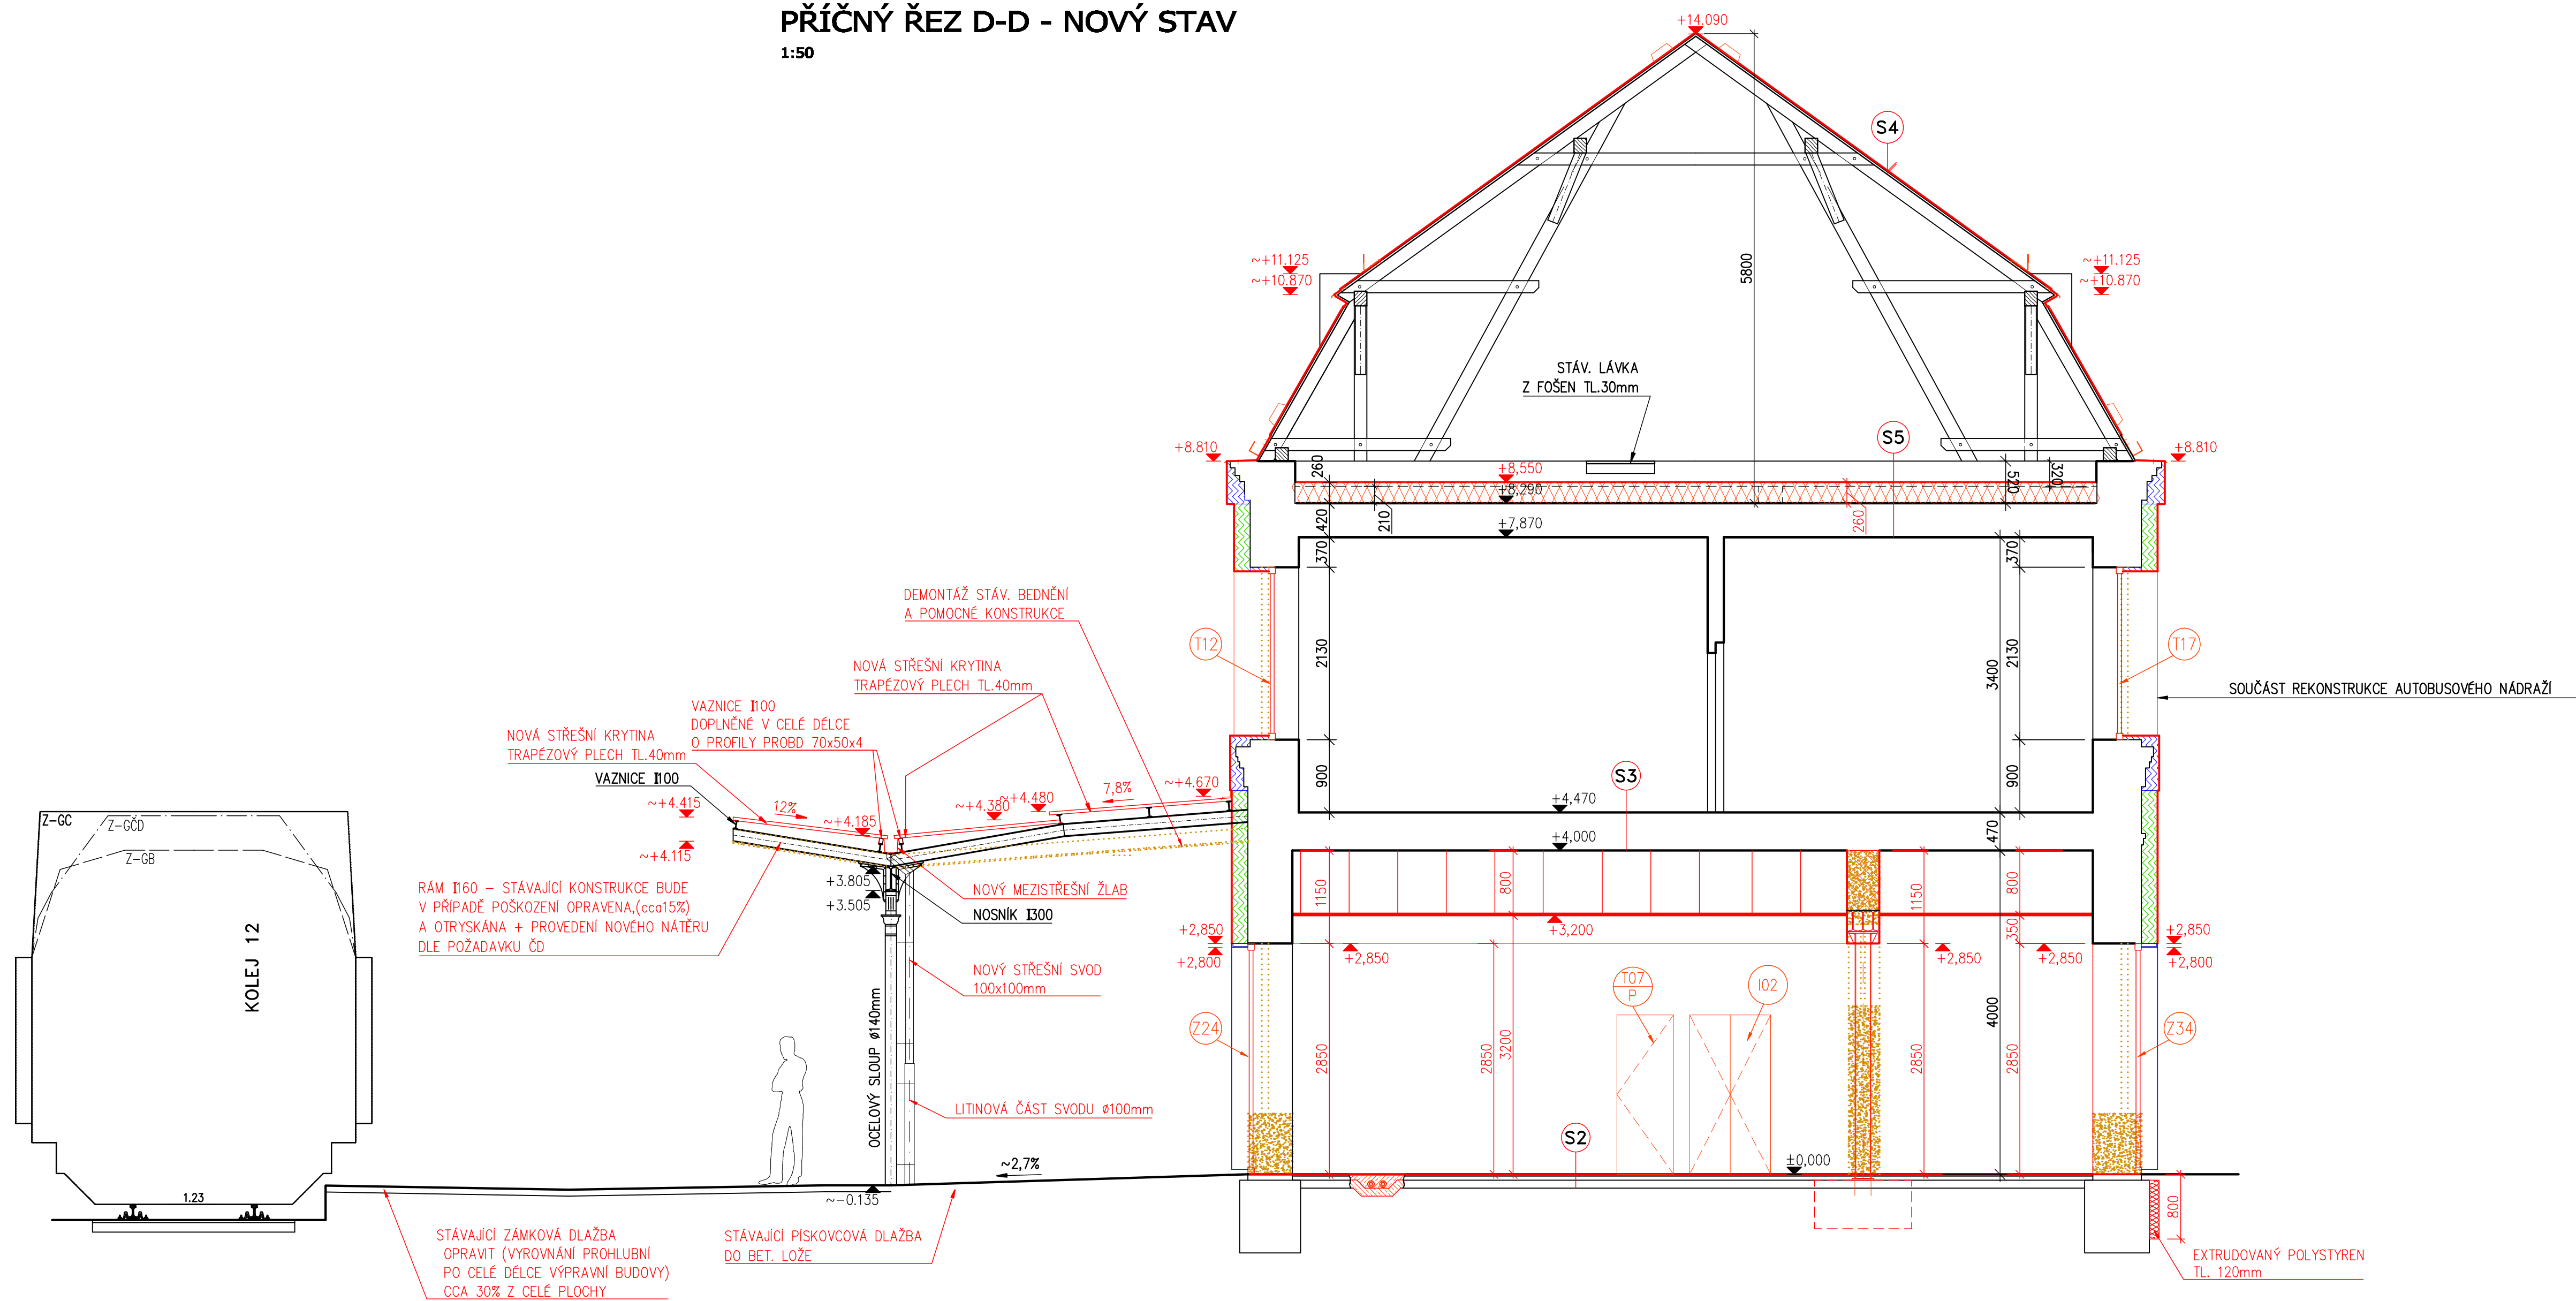 PŘÍČNÝ ŘEZ D-D - NOVÝ STAV
1:50
+14.090
S4
5800
~+11.125
~+10.870
~+11.125
~+10.870
STÁV. LÁVKA
Z FOŠEN TL.30mm
S5
+8.810
+8.810
260
+8,550
+8,290
520
320
420
210
260
+7,870
370
370
DEMONTÁŽ STÁV. BEDNĚNÍ
A POMOCNÉ KONSTRUKCE
T12
2130
3400
2130
T17
SOUČÁST REKONSTRUKCE AUTOBUSOVÉHO NÁDRAŽÍ
NOVÁ STŘEŠNÍ KRYTINA
TRAPÉZOVÝ PLECH TL.40mm
VAZNICE I100
DOPLNĚNÉ V CELÉ DÉLCE
O PROFILY PROBD 70x50x4
NOVÁ STŘEŠNÍ KRYTINA
TRAPÉZOVÝ PLECH TL.40mm
VAZNICE I100
900
900
S3
~+4.415
12%
~+4.185
~+4.380
~+4.480
7,8%
~+4.670
+4,470
470
~+4.115
+4,000
Z-GC
Z-GČD
Z-GB
KOLEJ 12
1.23
RÁM I160 – STÁVAJÍCÍ KONSTRUKCE BUDE
V PŘÍPADĚ POŠKOZENÍ OPRAVENA,(cca15%)
A OTRYSKÁNA + PROVEDENÍ NOVÉHO NÁTĚRU
DLE POŽADAVKU ČD
+3.805
+3.505
NOVÝ MEZISTŘEŠNÍ ŽLAB
NOSNÍK I300
1150
800
1150
800
350
+3,200
+2,850
+2,800
+2,850
+2,850
+2,850
+2,850
+2,800
NOVÝ STŘEŠNÍ SVOD
100x100mm
OCELOVÝ SLOUP ø140mm
LITINOVÁ ČÁST SVODU ø100mm
T07
P
I02
Z24
Z34
2850
2850
3200
2850
4000
2850
S2
±0,000
~2,7%
~-0.135
800
STÁVAJÍCÍ ZÁMKOVÁ DLAŽBA
OPRAVIT (VYROVNÁNÍ PROHLUBNÍ
PO CELÉ DÉLCE VÝPRAVNÍ BUDOVY)
CCA 30% Z CELÉ PLOCHY
STÁVAJÍCÍ PÍSKOVCOVÁ DLAŽBA
DO BET. LOŽE
EXTRUDOVANÝ POLYSTYREN
TL. 120mm